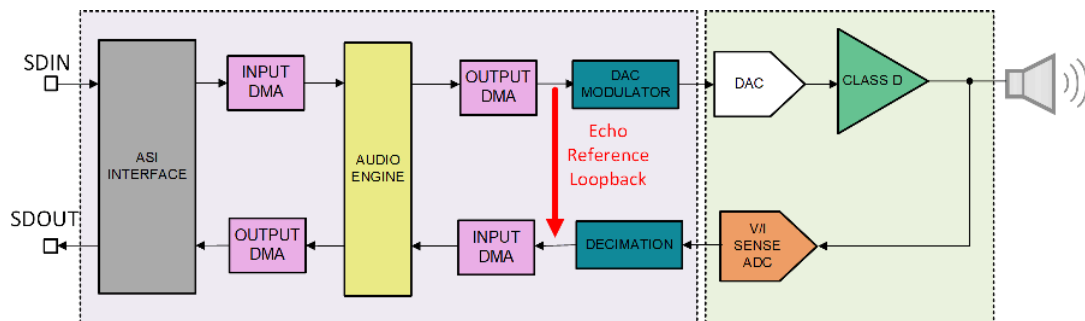 SDIN
ASI
INTERFACE
INPUT
DMA
AUDIO
ENGINE
OUTPUT
DMA
DAC
MODULATOR
DAC
CLASS D
Echo
Reference
Loopback
SDOUT
OUTPUT
DMA
INPUT
DMA
DECIMATION
V/I
SENSE
ADC